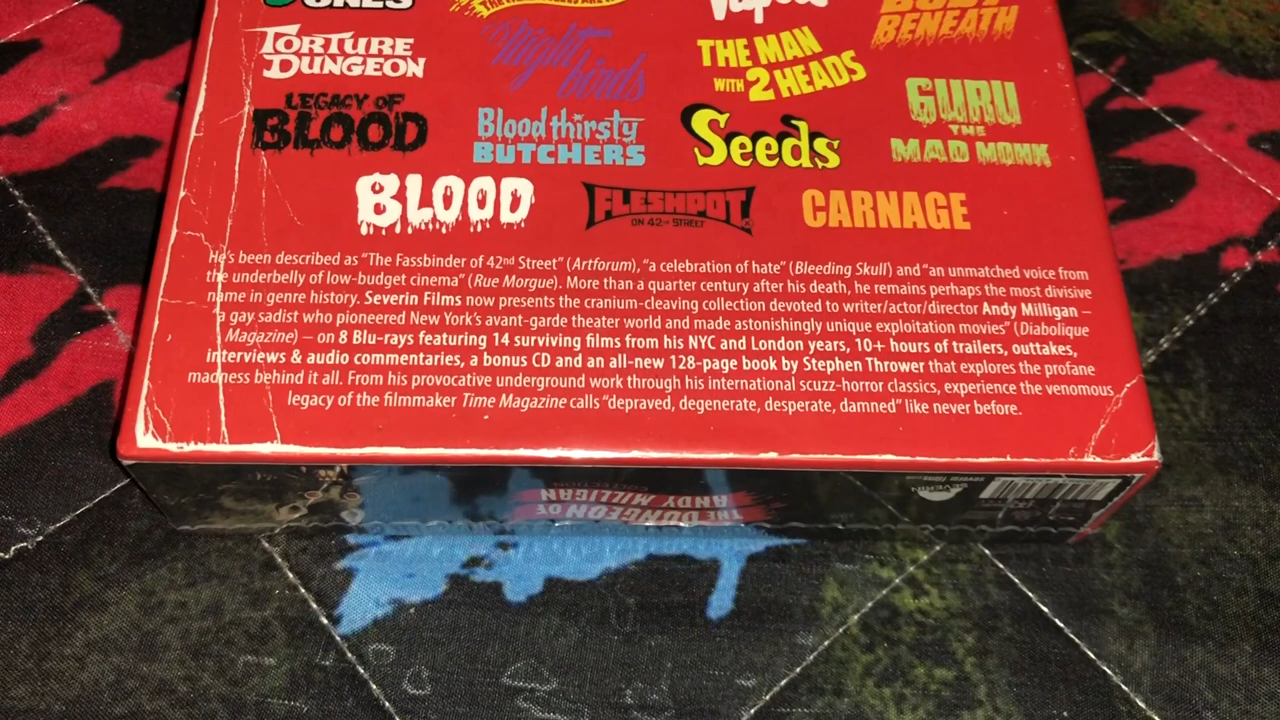 TORTURE DUNGEON
Nightbirds
THE MAN WITH 2 HEADS
BENEATH
LEGACY OF BLOOD
Bloodthirsty BUTCHERS
Seeds
GURU THE MAD MONK
BLOOD
FLESHPOT ON 42ND STREET
CARNAGE
He's been described as "The Fassbinder of 42nd Street" (Artforum), "a celebration of hate" (Bleeding Skull) and "an unmatched voice from
the underbelly of low-budget cinema" (Rue Morgue). More than a quarter century after his death, he remains perhaps the most divisive
name in genre history. Severin Films now presents the cranium-cleaving collection devoted to writer/actor/director Andy Milligan –
"a gay sadist who pioneered New York's avant-garde theater world and made astonishingly unique exploitation movies" (Diabolique
Magazine) – on 8 Blu-rays featuring 14 surviving films from his NYC and London years, 10+ hours of trailers, outtakes,
interviews & audio commentaries, a bonus CD and an all-new 128-page book by Stephen Thrower that explores the profane
madness behind it all. From his provocative underground work through his international scuzz-horror classics, experience the venomous
legacy of the filmmaker Time Magazine calls "depraved, degenerate, desperate, damned" like never before.
THE DUNGEON OF
ANDY MILLIGAN
COLLECTION
SEVERIN
severin films